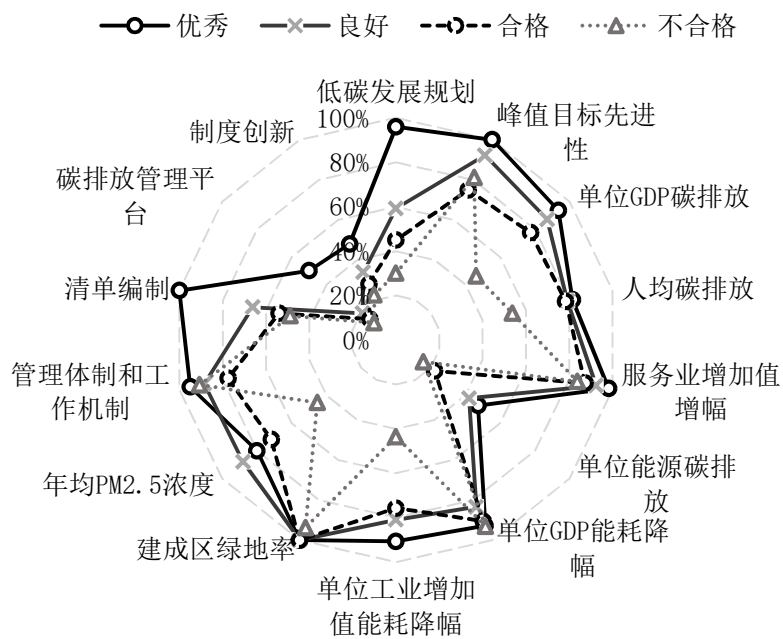 优秀
良好
合格
不合格
低碳发展规划
峰值目标先进
性
单位GDP碳排放
人均碳排放
服务业增加值
增幅
单位能源碳排
放
单位GDP能耗降
幅
单位工业增加
值能耗降幅
建成区绿地率
年均PM2.5浓度
管理体制和工
作机制
清单编制
碳排放管理平
台
制度创新
100%
80%
60%
40%
20%
0%